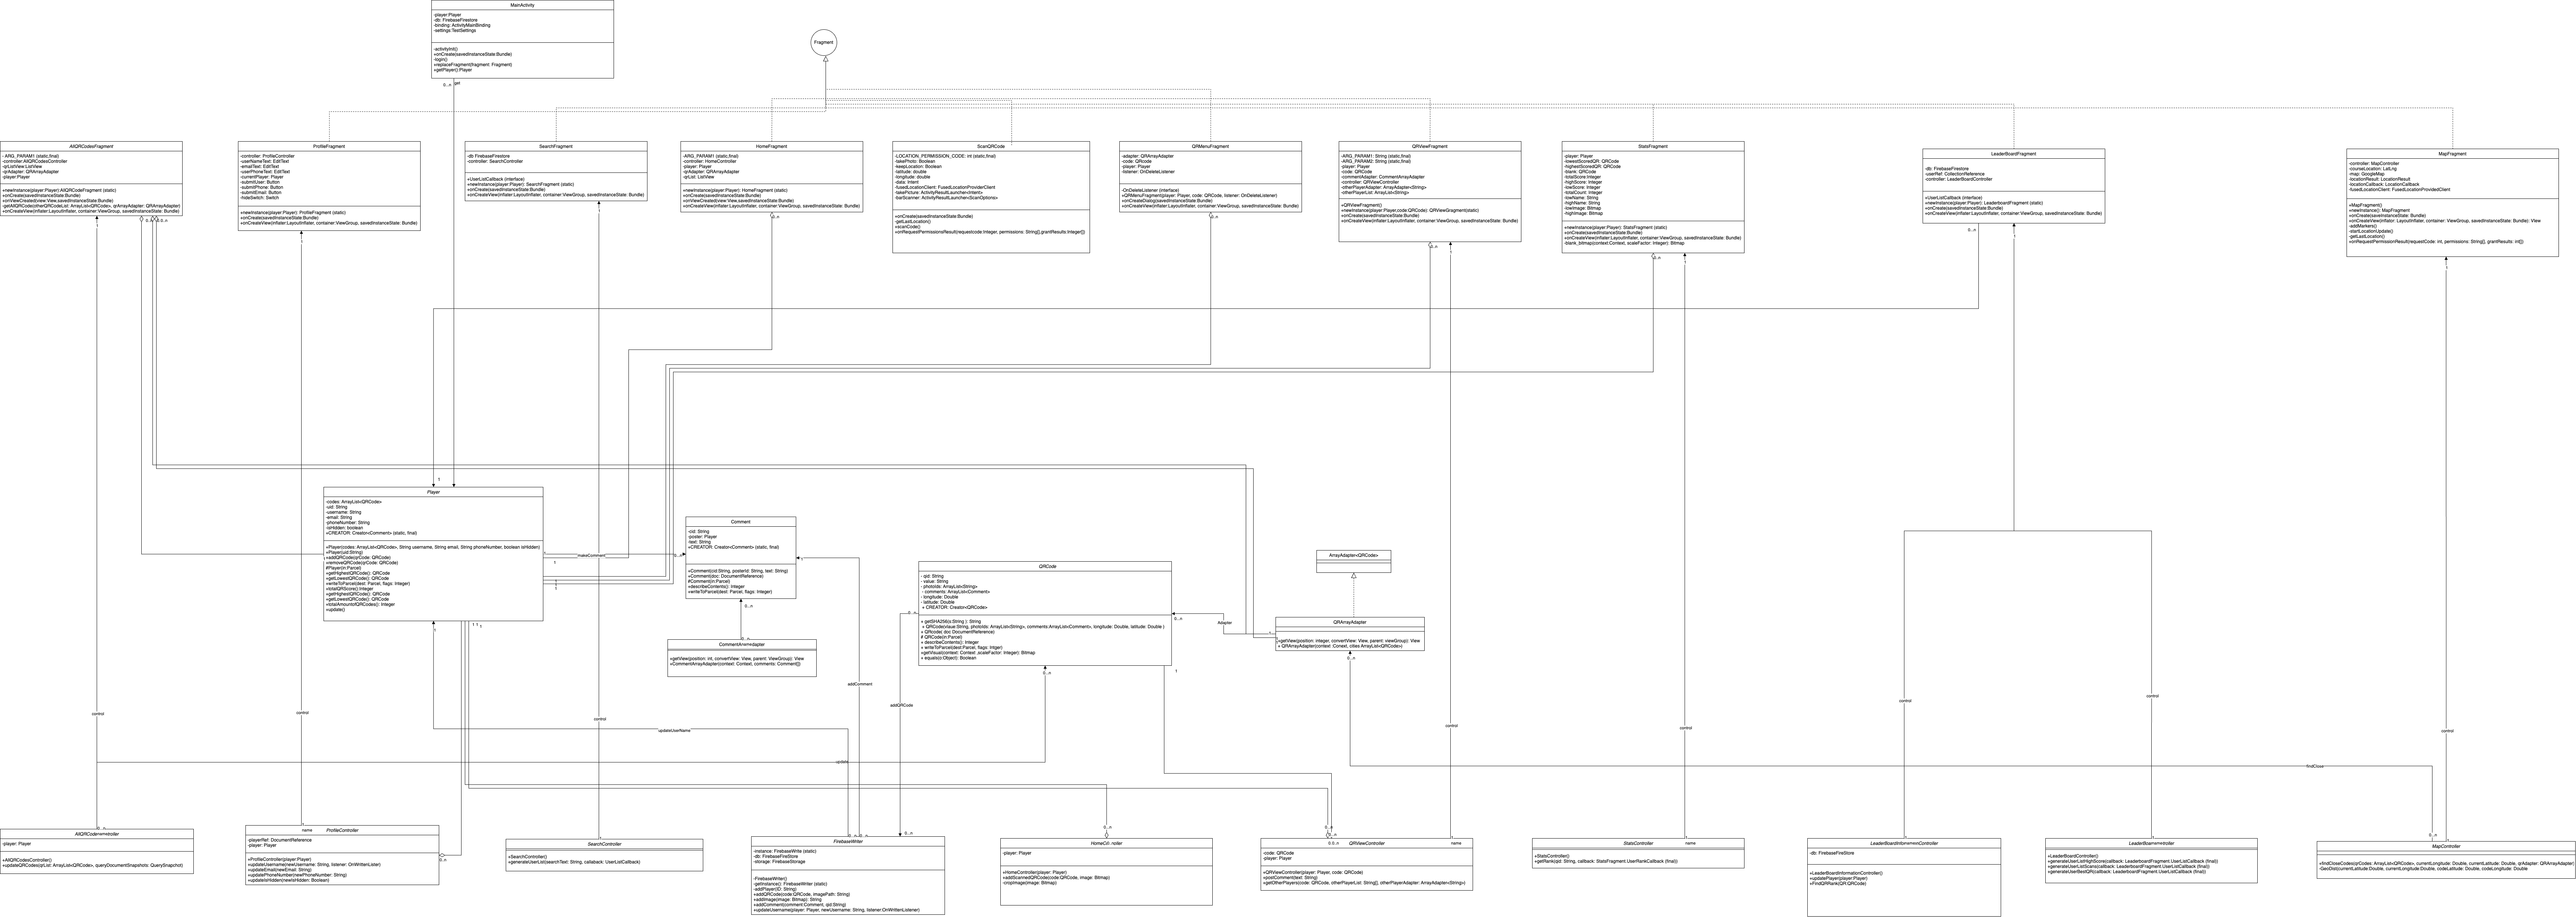 MainActivity
-player:Player
-db: FirebaseFirestore
-binding: ActivityMainBinding
-settings:TestSettings
-activityInit()
+onCreate(savedInstanceState:Bundle)
-login()
+replaceFragment(fragment: Fragment)
+getPlayer():Player
0...n
get
Fragment
AllQRCodesFragment
- ARG_PARAM1 (static,final)
-controller:AllQRCodesController
-qrListView:ListView
-qrAdapter: QRArrayAdapter
-player:Player
+newInstance(player:Player):AllQRCodeFragment (static)
+onCreate(savedInstanceState:Bundle)
+onViewCreated(view:View,savedInstanceState:Bundle)
-getAllQRCode(otherQRCodeList: ArrayList<QRCode>, qrArrayAdapter: QRArrayAdapter)
+onCreateView(inflater:LayoutInflater, container:ViewGroup, savedInstanceState: Bundle)
ProfileFragment
-controller: ProfileController
-userNameText: EditText
-emailText: EditText
-userPhoneText: EditText
-currentPlayer: Player
-submitUser: Button
-submitPhone: Button
-submitEmail: Button
-hideSwitch: Switch
+newInstance(player:Player): ProfileFragment (static)
+onCreate(savedInstanceState:Bundle)
+onCreateView(inflater:LayoutInflater, container:ViewGroup, savedInstanceState: Bundle)
SearchFragment
-db FirebaseFirestore
-controller: SearchController
+UserListCallback (interface)
+newInstance(player:Player): SearchFragment (static)
+onCreate(savedInstanceState:Bundle)
+onCreateView(inflater:LayoutInflater, container:ViewGroup, savedInstanceState: Bundle)
HomeFragment
-ARG_PARAM1 (static:final)
-controller: HomeController
-player: Player
-qrAdapter: QRArrayAdapter
-qrList: ListView
+newInstance(player:Player): HomeFragment (static)
+onCreate(savedInstanceState:Bundle)
+onViewCreated(view:View,savedInstanceState:Bundle)
+onCreateView(inflater:LayoutInflater, container:ViewGroup, savedInstanceState: Bundle)
ScanQRCode
-LOCATION_PERMISSION_CODE: int (static,final)
-takePhoto: Boolean
-keepLocation: Boolean
-latitude: double
-longitude :double
-data: Intent
-fusedLocationClient: FusedLocationProviderClient
-takePicture: ActivityResultLauncher<Intent>
-barScanner: ActivityResultLauncher<ScanOptions>
+onCreate(savedInstanceState:Bundle)
-getLastLocation()
+scanCode()
+onRequestPermissionsResult(request(code:Integer, permissions: String[],grantResults:Integer[])
QRMenuFragment
-adapter: QRArrayAdapter
-code: QRCode
-player: Player
-listener: OnDeleteListener
-OnDeleteListener (interface)
+QRMenuFragment(player: Player, code: QRCode, listener: OnDeleteListener)
+onCreateDialog(savedInstanceState:Bundle)
+onCreateView(inflater:LayoutInflater, container:ViewGroup, savedInstanceState: Bundle)
QRViewFragment
-ARG_PARAM1: String (static,final)
-ARG_PARAM2: String (static,final)
-player: Player
-code: QRCode
-commentAdapter: CommentArrayAdapter
-controller: QRViewController
-otherPlayerAdapter: ArrayAdapter<String>
-otherPlayerList: ArrayList<String>
+QRViewFragment()
+newInstance(player:Player,code:QRCode): QRViewGragment(static)
+onCreate(savedInstanceState:Bundle)
+onCreateView(inflater:LayoutInflater, container:ViewGroup, savedInstanceState: Bundle)
StatsFragment
-player: Player
-lowestScoredQR: QRCode
-highestScoredQR: QRCode
-blank: QRCode
-totalScore:Integer
-highScore: Integer
-lowScore: Integer
-totalCount: Integer
-lowName: String
-highName: String
-lowImage: Bitmap
-highImage: Bitmap
+newInstance(player:Player): StatsFragment (static)
+onCreate(savedInstanceState:Bundle)
+onCreateView(inflater:LayoutInflater, container:ViewGroup, savedInstanceState: Bundle)
-blank_bitmap(context:Context, scaleFactor: Integer): Bitmap
LeaderBoardFragment
-db: FirebaseFirestore
-userRef: CollectionReference
-controller: LeaderBoardController
+UserListCallback (interface)
+newInstance(player:Player): LeaderboardFragment (static)
+onCreate(savedInstanceState:Bundle)
+onCreateView(inflater:LayoutInflater, container:ViewGroup, savedInstanceState: Bundle)
MapFragment
-controller: MapController
-courseLocation: LatLng
-map: GoogleMap
-locationResult: LocationResult
-locationCallback: LocationCallback
-fusedLocationClient: FusedLocationProvidedClient
+MapFragment()
+newInstance(): MapFragment
+onCreate(savedInstanceState: Bundle)
+onCreateView(inflator: LayoutInflater, container: ViewGroup, savedInstanceState: Bundle): View
-addMarkers()
-startLocationUpdate()
-getLastLocation()
+onRequestPermissionResult(requestCode: int, permissions: String[], grantResults: int[])
Player
-codes: ArrayList<QRCode>
-uid: String
-username: String
-email: String
-phoneNumber: String
-isHidden: boolean
+CREATOR: Creator<Comment> (static, final)
+Player(codes: ArrayList<QRCode>, String username, String email, String phoneNumber, boolean isHidden)
+Player(uid:String)
+addQRCode(qrCode: QRCode)
+removeQRCode(qrCode: QRCode)
#Player(in:Parcel)
+getHighestQRCode(): QRCode
+getLowestQRCode(): QRCode
+writeToParcel(dest: Parcel, flags: Integer)
+totalQRScore():Integer
+getHighestQRCode(): QRCode
+getLowestQRCode(): QRCode
+totalAmountofQRCodes(): Integer
+update()
makeComment
Comment
-cid: String
-poster: Player
-text: String
+CREATOR: Creator<Comment> (static, final)
+Comment(cid:String, posterId: String, text: String)
+Comment(doc: DocumentReference)
#Comment(in:Parcel)
+describeContents(): Integer
+writeToParcel(dest: Parcel, flags: Integer)
0...n
+getView(position: int, convertView: View, parent: ViewGroup): View
+CommentArrayAdapter(context: Context, comments: Comment[])
QRCode
- qid: String
- value: String
- photoIds: ArrayList<String>
- comments: ArrayList<Comment>
- longitude: Double
- latitude: Double
+ CREATOR: Creator<QRCode>
+ getSHA256(s:String ): String
+ QRCode(vlaue:String, photoIds: ArrayList<String>, comments:ArrayList<Comment>, longitude: Double, latitude: Double )
+ QRcode( doc:DocumentReference)
# QRCode(in:Parcel)
+ describeContents(): Integer
+ writeToParcel(dest:Parcel, flags: Intger)
+getVisual(context: Context ,scaleFactor: Integer): Bitmap
+ equals(o:Object): Boolean
Adapter
0...n
ArrayAdapter<QRCode>
QRArrayAdapter
+getView(position: integer, convertView: View, parent: viewGroup): View
+ QRArrayAdapter(context :Conext, cities ArrayList<QRCode>)
0...n
addComment
addQRCode
updateUserName
update
findClose
control
control
control
control
control
control
control
control
-player: Player
+AllQRCodesController()
+updateQRCodes(qrList: ArrayList<QRCode>, queryDocumentSnapshots: QuerySnapshot)
name
ProfileController
-playerRef: DocumentReference
-player: Player
+ProfileController(player:Player)
+updateUsername(newUsername: String, listener: OnWrittenLister)
+updateEmail(newEmail: String)
+updatePhoneNumber(newPhoneNumber: String)
+updateIsHidden(newIsHidden: Boolean)
0..n
SearchController
+SearchController()
+generateUserList(searchText: String, callaback: UserListCallback)
FirebaseWriter
-instance: FirebaseWrite (static)
-db: FirebaseFireStore
-storage: FirebaseStorage
-FirebaseWriter()
-getInstance(): FirebaseWriter (static)
+addPlayer(ID: String)
+addQRCode(code:QRCode, imagePath: String)
+addImage(image: Bitmap): String
+addComment(comment:Comment, qid:String)
+updateUsername(player: Player, newUsername: String, listener:OnWrittenListener)
-player: Player
+HomeController(player: Player)
+addScannedQRCode(code:QRCode, image: Bitmap)
-cropImage(image: Bitmap)
QRViewController
name
-code: QRCode
-player: Player
+QRViewController(player: Player, code: QRCode)
+postComment(text: String)
+getOtherPlayers(code: QRCode, otherPlayerList: String[], otherPlayerAdapter: ArrayAdapter<String>)
StatsController
name
+StatsController()
+getRank(qid: String, callback: StatsFragment.UserRankCallback (final))
-db: FirebaseFireStore
+LeaderBoardInformationController()
+updatePlayer(player:Player)
+FindQRRank(QR:QRCode)
+LeaderBoardController()
+generateUserListHighScore(callback: LeaderboardFragment.UserListCallback (final))
+generateUserListScans(callback: LeaderboardFragment.UserListCallback (final))
+generateUserBestQR(callback: LeaderboardFragment.UserListCallback (final)
MapController
+findCloseCodes(qrCodes: ArrayList<QRCode>, currentLongitude: Double, currentLatitude: Double, qrAdapter: QRArrayAdapter)
-GeoDist(currentLatitude:Double, currentLongitude:Double, codeLatitude: Double, codeLongitude: Double